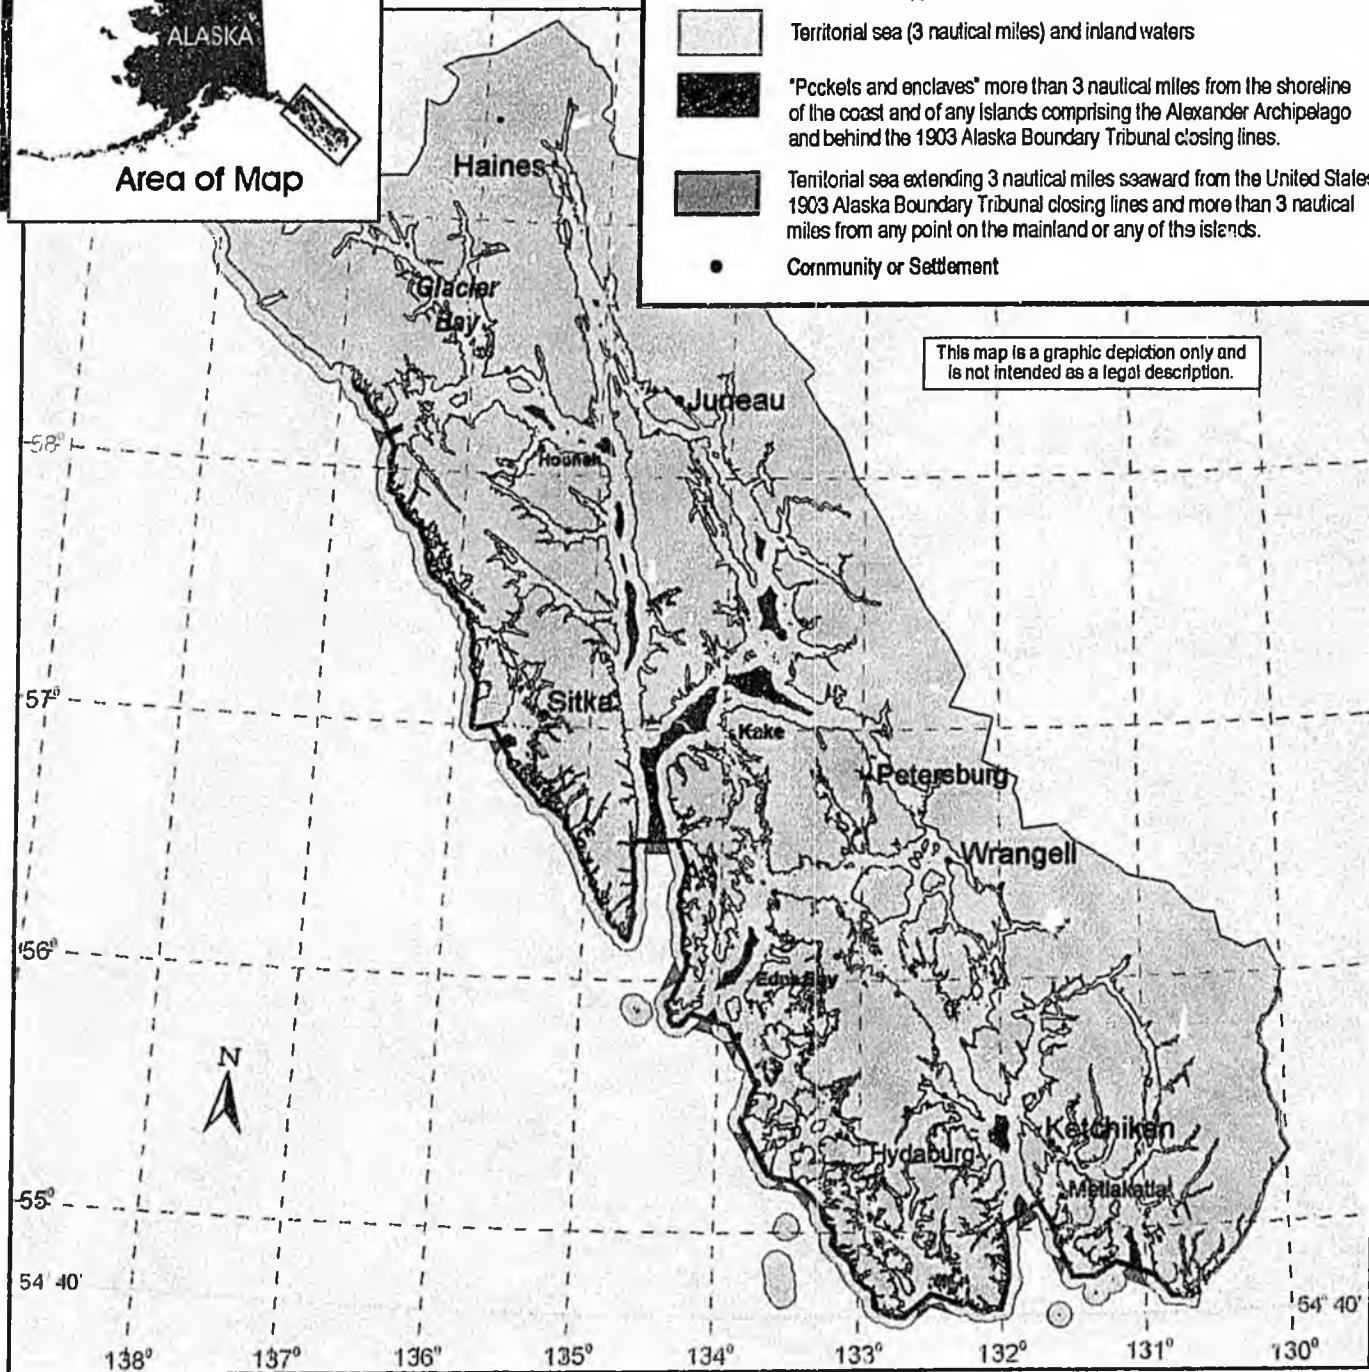 ALASKA
Area of Map
Territorial sea (3 nautical miles) and inland waters
"Pockets and enclaves" more than 3 nautical miles from the shoreline
of the coast and of any Islands comprising the Alexander Archipelago
and behind the 1903 Alaska Boundary Tribunal closing lines.
Territorial sea extending 3 nautical miles seaward from the United States
1903 Alaska Boundary Tribunal closing lines and more than 3 nautical
miles from any point on the mainland or any of the islands.
Community or Settlement
This map is a graphic depiction only and
is not intended as a legal description.
Haines
Glacier
Bay
Juneau
58°
Hoonah
57°
Sitka
Kake
Petersburg
Wrangell
56°
Edna Bay
N
Ketchikan
Hydaburg
Metlakatla
55°
54° 40'
54° 40'
138°
137°
136°
135°
134°
133°
132°
131°
130°